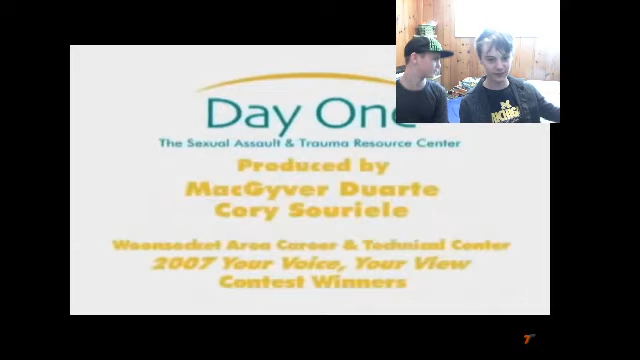 Day One
The Sexual Assault & Trauma Resource Center
Produced by
MacGyver Duarte
Cory Souriele
Woonsocket Area Career & Technical Center
2007 Your Voice, Your View
Contest Winners